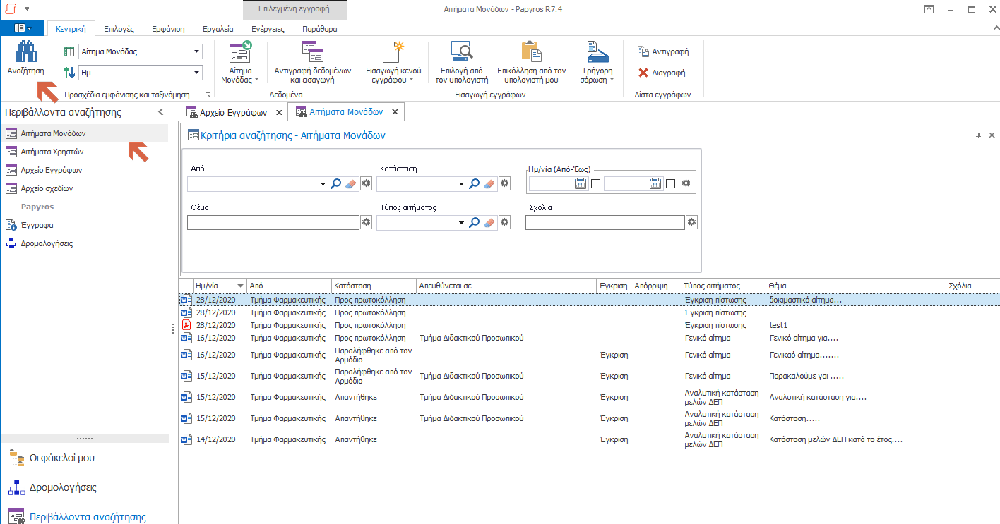 Επιλεγμένη εγγραφή
Αιτήματα Μονάδων - Papyros R7.4
Κεντρική Επιλογές Εμφάνιση Εργαλεία Ενέργειες Παράθυρα
Αναζήτηση
Αίτημα Μονάδας
Ημ
Προσχέδια εμφάνισης και ταξινόμηση
Αίτημα
Μονάδας
Αντιγραφή δεδομένων
και εισαγωγή
Δεδομένα
Εισαγωγή κενού
εγγράφου
Επιλογή από
τον υπολογιστή
Επικόλληση από τον
υπολογιστή μου
Γρήγορη
σάρωση
Εισαγωγή εγγράφων
Αντιγραφή
Διαγραφή
Λίστα εγγράφων
Περιβάλλοντα αναζήτησης
Αιτήματα Μονάδων
Αιτήματα Χρηστών
Αρχείο Εγγράφων
Αρχείο σχεδίων
Papyros
Έγγραφα
Δρομολογήσεις
Οι φάκελοί μου
Δρομολογήσεις
Περιβάλλοντα αναζήτησης
Αρχείο Εγγράφων Αιτήματα Μονάδων
Κριτήρια αναζήτησης - Αιτήματα Μονάδων
Από Κατάσταση Ημ/νία (Από-Έως)
Θέμα Τύπος αιτήματος Σχόλια
Ημ/νία Από Κατάσταση Απευθύνεται σε Έγκριση - Απόρριψη Τύπος αιτήματος Θέμα Σχόλια
28/12/2020 Τμήμα Φαρμακευτικής Προς πρωτοκόλληση Έγκριση πίστωσης δοκιμαστικό αίτημα...
28/12/2020 Τμήμα Φαρμακευτικής Προς πρωτοκόλληση Έγκριση πίστωσης
28/12/2020 Τμήμα Φαρμακευτικής Προς πρωτοκόλληση Έγκριση πίστωσης test1
16/12/2020 Τμήμα Φαρμακευτικής Προς πρωτοκόλληση Τμήμα Διδακτικού Προσωπικού Γενικό αίτημα Γενικό αίτημα για....
16/12/2020 Τμήμα Φαρμακευτικής Παραλήφθηκε από τον Αρμόδιο Έγκριση Γενικό αίτημα Γενικαό αίτημα.......
15/12/2020 Τμήμα Φαρμακευτικής Παραλήφθηκε από τον Αρμόδιο Τμήμα Διδακτικού Προσωπικού Έγκριση Γενικό αίτημα Παρακαλούμε γαι .....
15/12/2020 Τμήμα Φαρμακευτικής Απαντήθηκε Τμήμα Διδακτικού Προσωπικού Έγκριση Αναλυτική κατάσταση μελών ΔΕΠ Αναλυτική κατάσταση για....
15/12/2020 Τμήμα Φαρμακευτικής Απαντήθηκε Τμήμα Διδακτικού Προσωπικού Έγκριση Αναλυτική κατάσταση μελών ΔΕΠ Κατάσταση.....
14/12/2020 Τμήμα Φαρμακευτικής Απαντήθηκε Έγκριση Αναλυτική κατάσταση μελών ΔΕΠ Κατάσταση μελών ΔΕΠ κατά το έτος....